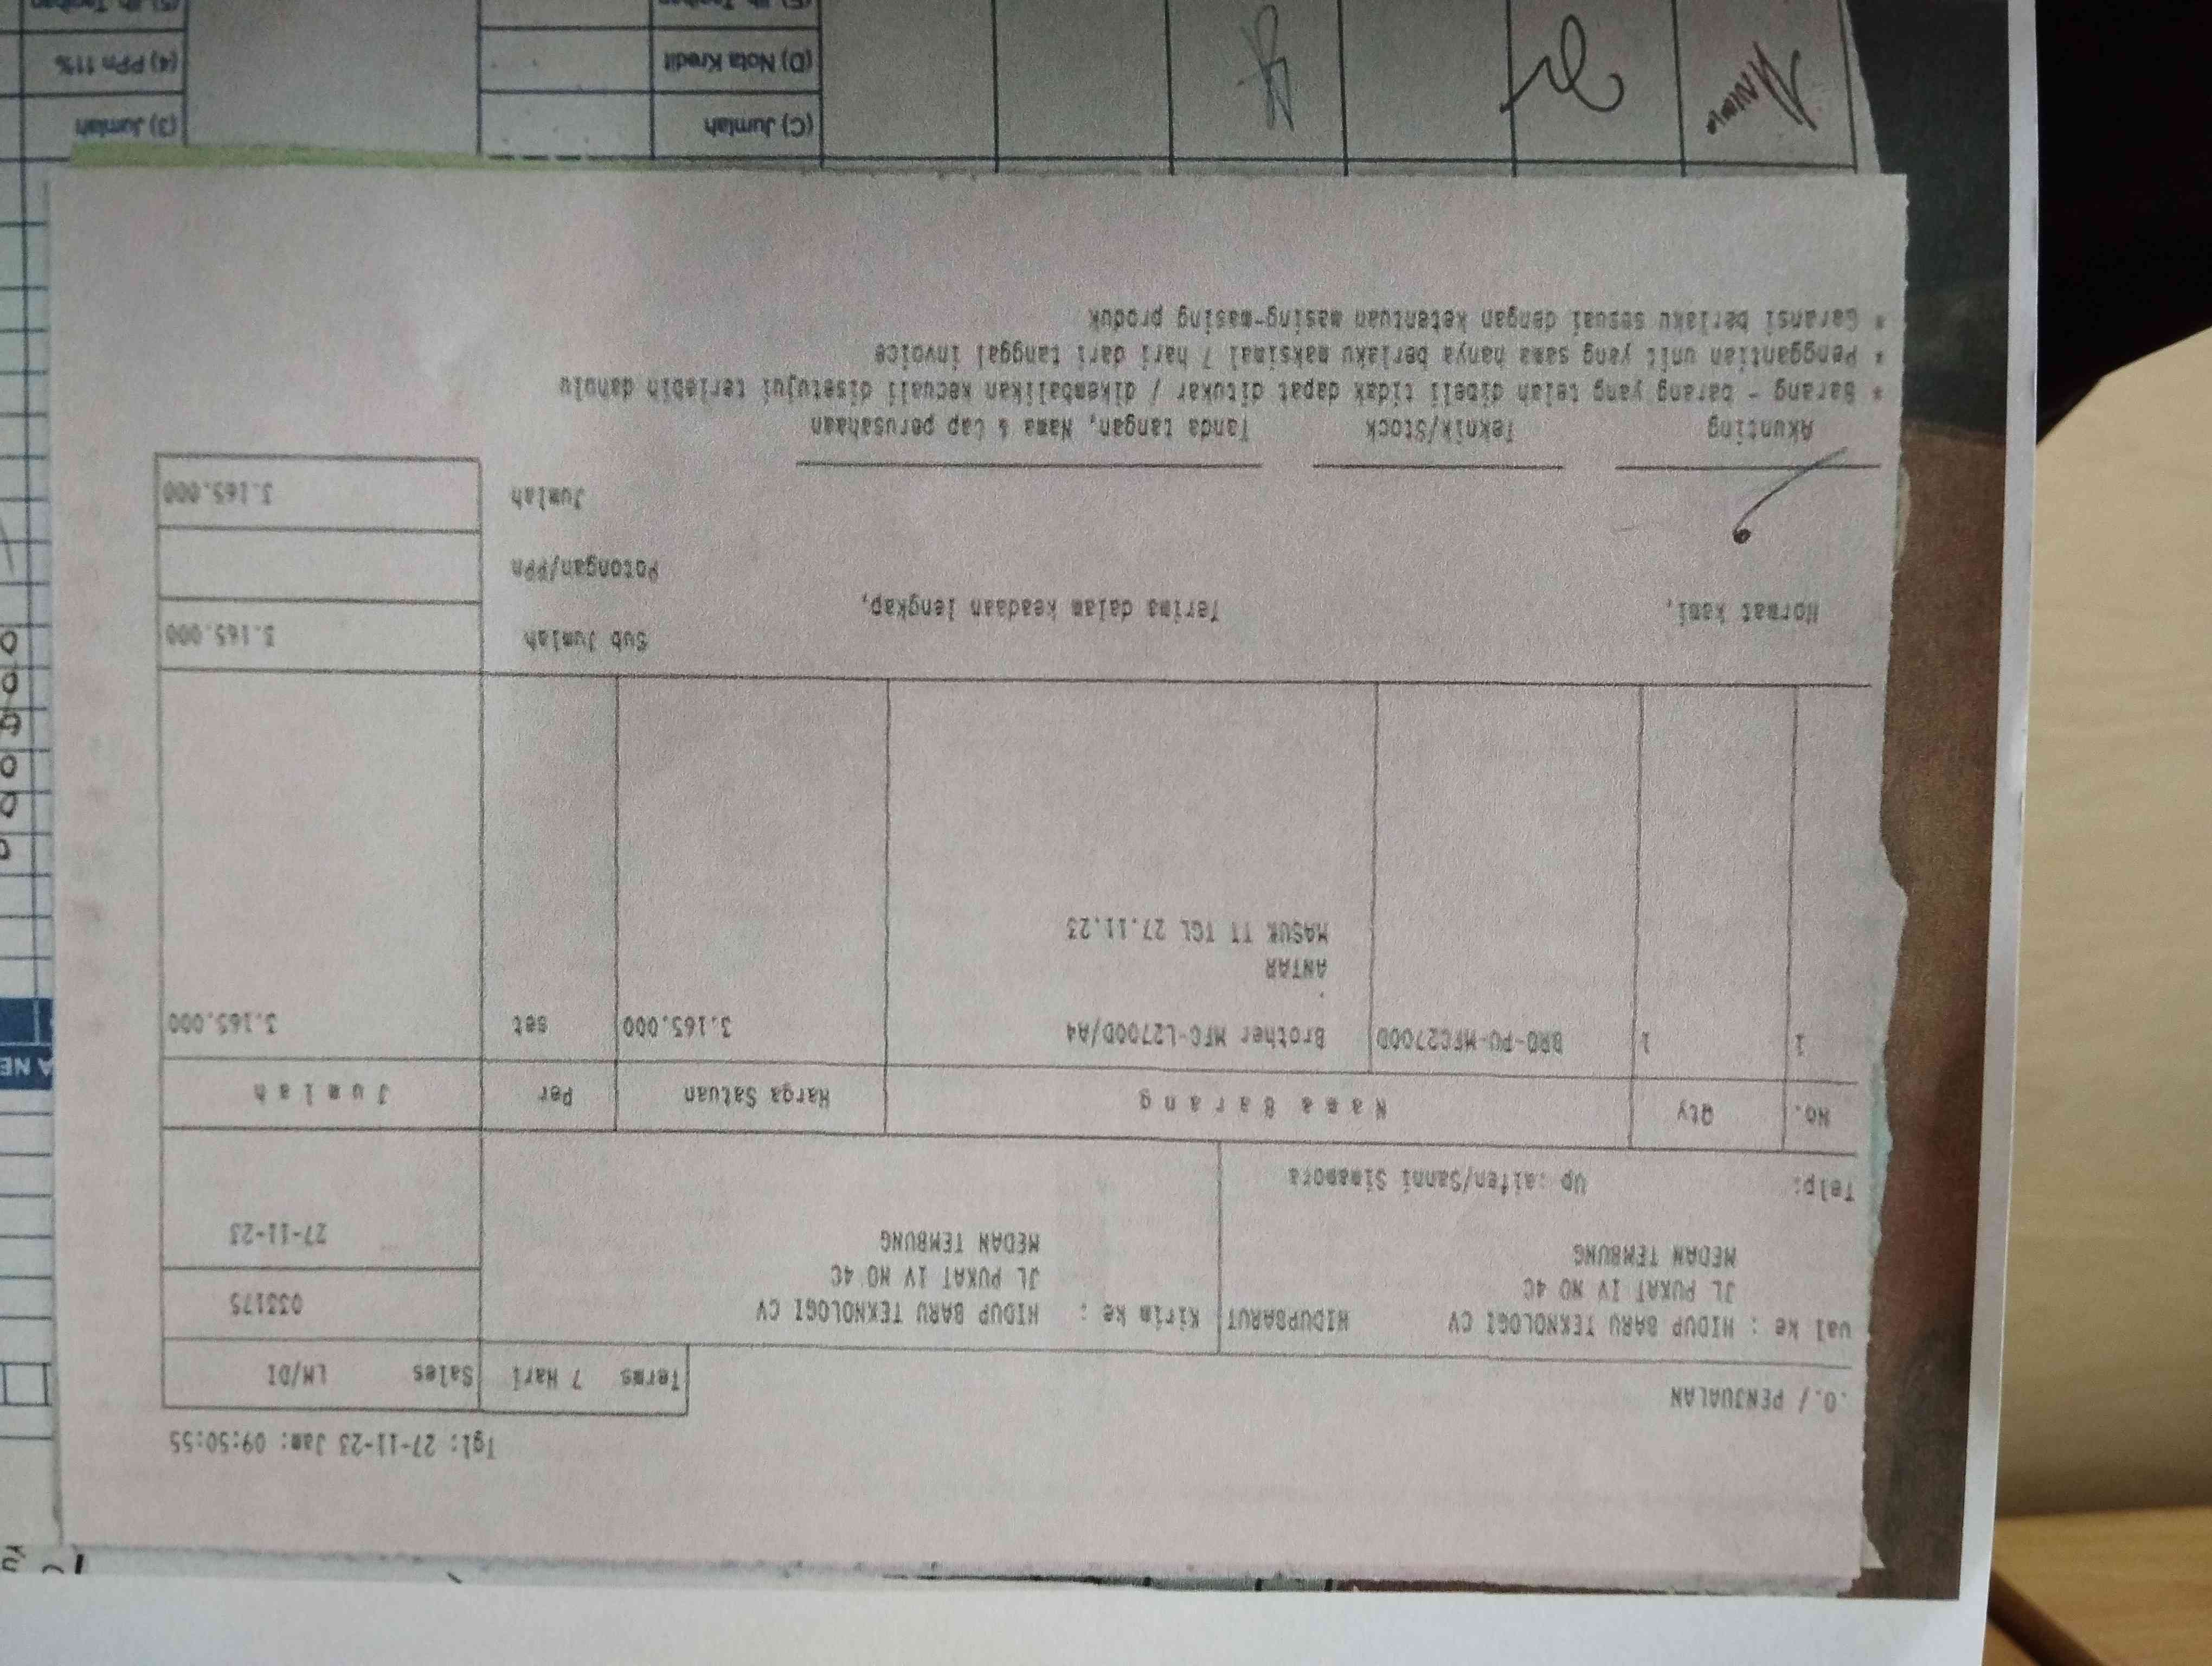 Tgl: 27-11-23 Jam: 09:50:55
.O./ PENJUALAN
Terms 7 Hari Sales LM/DI
ual ke : HIDUP BARU TEKNOLOGI CV HIDUPBARUT Kirim ke : HIDUP BARU TEKNOLOGI CV 033175
JL PUKAT IV NO 4C JL PUKAT IV NO 4C
MEDAN TEMBUNG MEDAN TEMBUNG 27-11-23
Telp: Up :aifen/Sanni Simamora
No. Qty Nama Barang Harga Satuan Per Jumlah
1 1 BRO-PU-MFC2700D Brother MFC-L2700D/A4 3.165.000 set 3.165.000
.
ANTAR
MASUK TT TGL 27.11.23
Hormat kami, Terima dalam keadaan lengkap, Sub Jumlah 3.165.000
Potongan/PPn
Jumlah 3.165.000
Akunting Teknik/Stock Tanda tangan, Nama & Cap perusahaan
* Barang - barang yang telah dibeli tidak dapat ditukar / dikembalikan kecuali disetujui terlebih dahulu
* Penggantian unit yang sama hanya berlaku maksimal 7 hari dari tanggal invoice
* Garansi berlaku sesuai dengan ketentuan masing-masing produk
(C) Jumlah (3) Jumlah
(D) Nota Kredit (4) PPn 11%
A NE